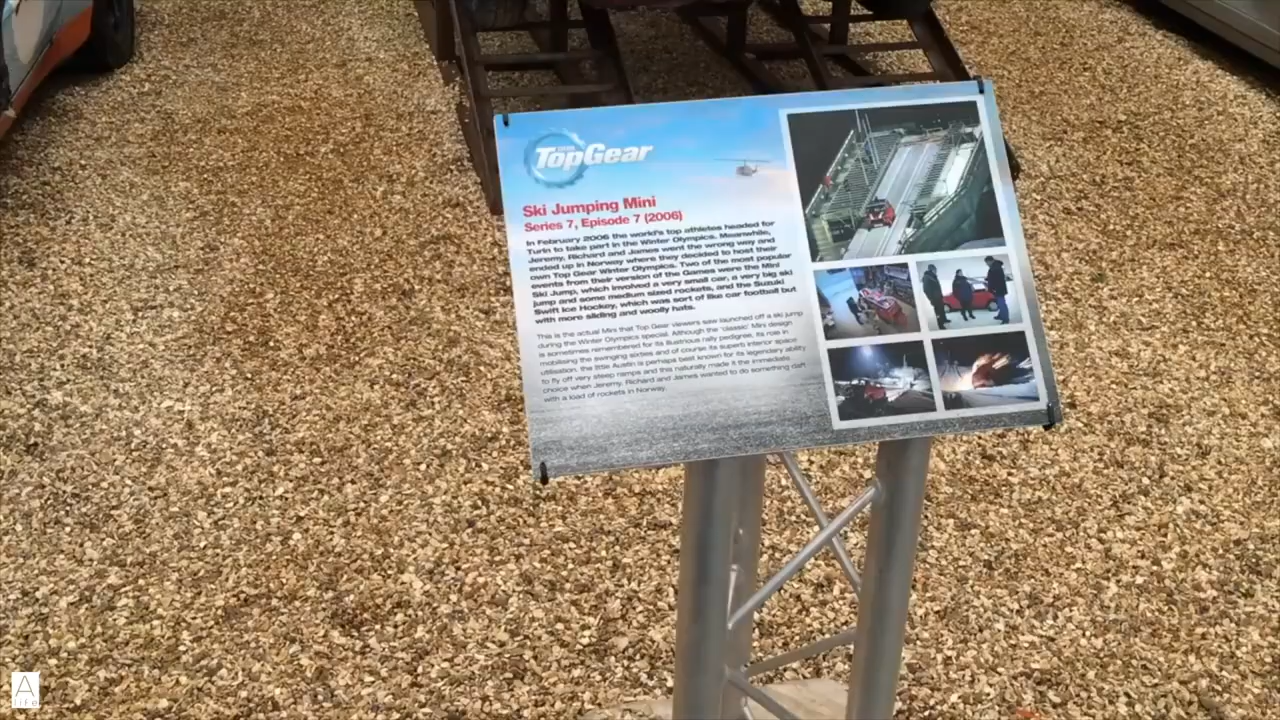 TopGear
Ski Jumping Mini
Series 7, Episode 7 (2006)
In February 2006 the world's top athletes headed for
Turin to take part in the Winter Olympics. Meanwhile,
Jeremy, Richard and James went the wrong way and
ended up in Norway where they decided to host their
own Top Gear Winter Olympics. Two of the most popular
events from their version of the Games were the Mini
Ski Jump, which involved a very small car, a very big ski
jump and some medium sized rockets, and the Suzuki
Swift Ice Hockey, which was sort of like car football but
with more sliding and woolly hats.
This is the actual Mini that Top Gear viewers saw launched off a ski jump
during the Winter Olympics special. Although the 'classic' Mini design
is sometimes remembered for its illustrious rally pedigree, its role in
mobilising the swinging sixties and of course its superb interior space
utilisation, the little Austin is perhaps best known for its legendary ability
to fly off very steep ramps and this naturally made it the immediate
choice when Jeremy, Richard and James wanted to do something daft
with a load of rockets in Norway.
A
life